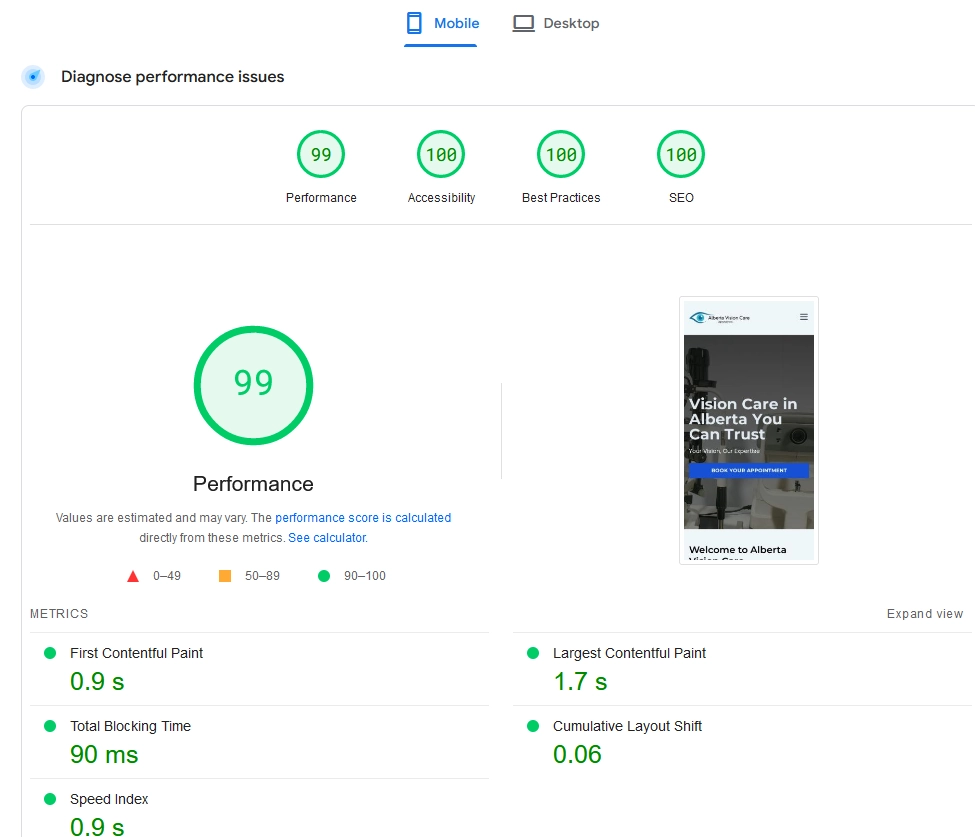 Mobile
Desktop
Diagnose performance issues
99
100
100
100
Performance
Accessibility
Best Practices
SEO
99
Performance
Values are estimated and may vary. The performance score is calculated
directly from these metrics. See calculator.
0–49
50–89
90–100
Alberta Vision Care
Vision Care in
Alberta You
Can Trust
Your Vision, Our Expertise
BOOK YOUR APPOINTMENT
Welcome to Alberta
Vision Care
METRICS
Expand view
First Contentful Paint
0.9 s
Largest Contentful Paint
1.7 s
Total Blocking Time
90 ms
Cumulative Layout Shift
0.06
Speed Index
0.9 s